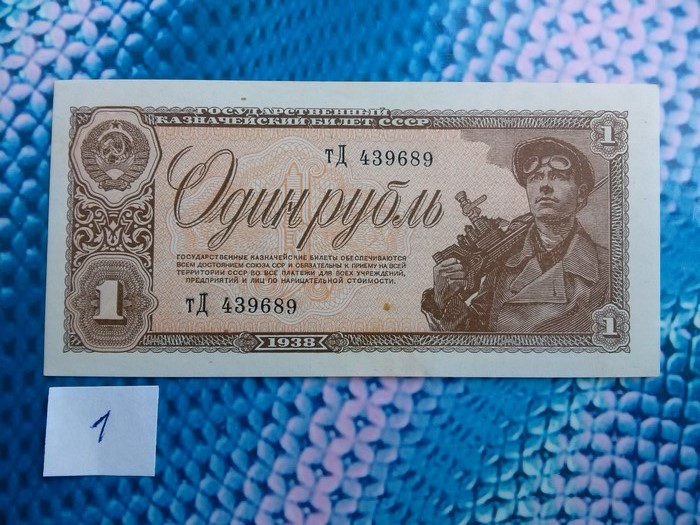 ГОСУДАРСТВЕННЫЙ
КАЗНАЧЕЙСКИЙ БИЛЕТ СССР
1
тД 439689
Один рубль
ГОСУДАРСТВЕННЫЕ КАЗНАЧЕЙСКИЕ БИЛЕТЫ ОБЕСПЕЧИВАЮТСЯ
ВСЕМ ДОСТОЯНИЕМ СОЮЗА ССР И ОБЯЗАТЕЛЬНЫ К ПРИЕМУ НА ВСЕЙ
ТЕРРИТОРИИ СССР ВО ВСЕ ПЛАТЕЖИ ДЛЯ ВСЕХ УЧРЕЖДЕНИЙ,
ПРЕДПРИЯТИЙ И ЛИЦ ПО НАРИЦАТЕЛЬНОЙ СТОИМОСТИ.
1
тД 439689
1
1938
1